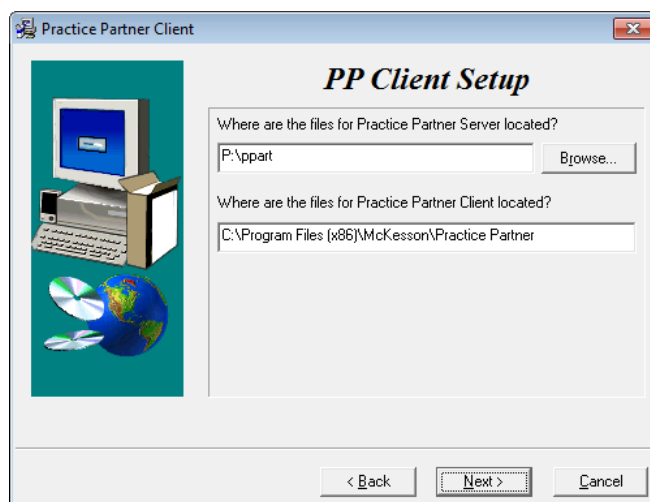 Practice Partner Client
PP Client Setup
Where are the files for Practice Partner Server located?
P:\ppart
Browse...
Where are the files for Practice Partner Client located?
C:\Program Files (x86)\McKesson\Practice Partner
< Back
Next >
Cancel